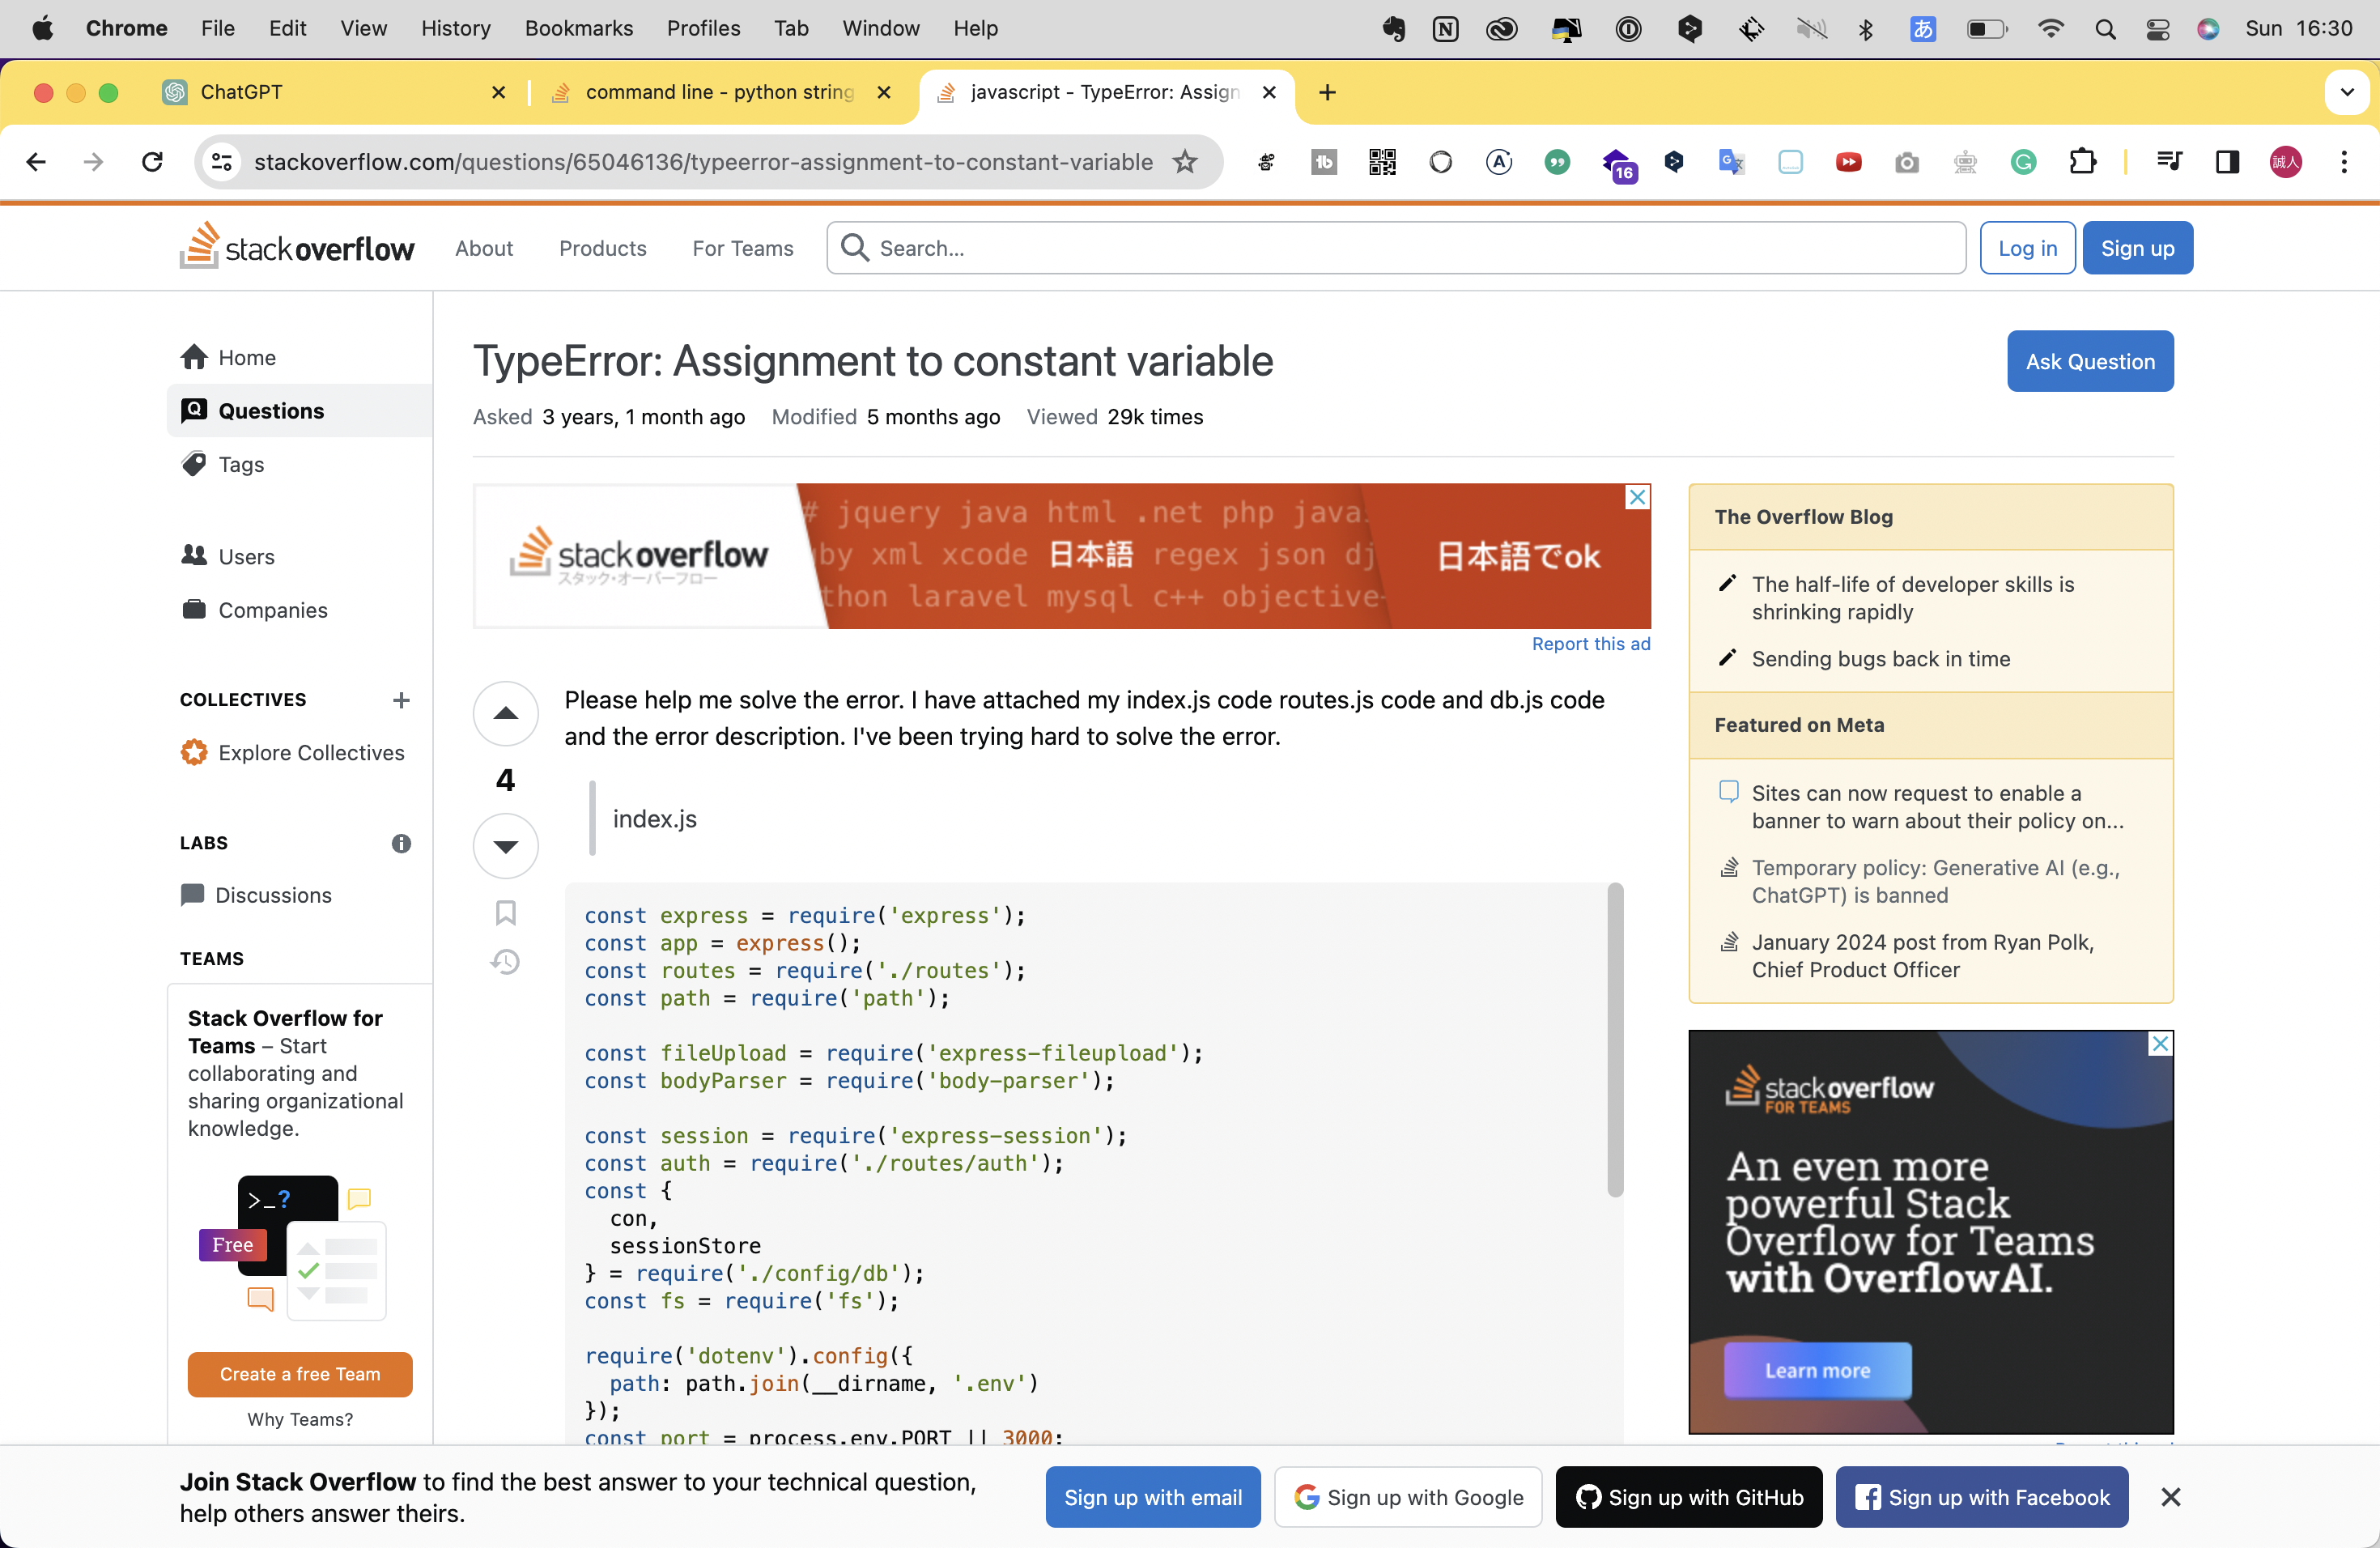 Chrome File Edit View History Bookmarks Profiles Tab Window Help
あ
Sun 16:30
ChatGPT
command line - python string
javascript - TypeError: Assign
stackoverflow.com/questions/65046136/typeerror-assignment-to-constant-variable
16
誠人
stackoverflow
About Products For Teams
Search...
Log in
Sign up
Home
Questions
Tags
Users
Companies
COLLECTIVES
Explore Collectives
LABS
Discussions
TEAMS
Stack Overflow for
Teams – Start
collaborating and
sharing organizational
knowledge.
>_?
Free
Create a free Team
Why Teams?
TypeError: Assignment to constant variable
Ask Question
Asked 3 years, 1 month ago Modified 5 months ago Viewed 29k times
stackoverflow
スタック・オーバーフロー
# jquery java html .net php javas
by xml xcode 日本語 regex json dj
thon laravel mysql c++ objective-
日本語でok
Report this ad
Please help me solve the error. I have attached my index.js code routes.js code and db.js code
and the error description. I've been trying hard to solve the error.
4
index.js
const express = require('express');
const app = express();
const routes = require('./routes');
const path = require('path');
const fileUpload = require('express-fileupload');
const bodyParser = require('body-parser');
const session = require('express-session');
const auth = require('./routes/auth');
const {
con,
sessionStore
} = require('./config/db');
const fs = require('fs');
require('dotenv').config({
path: path.join(__dirname, '.env')
});
const port = process.env.PORT || 3000;
The Overflow Blog
The half-life of developer skills is
shrinking rapidly
Sending bugs back in time
Featured on Meta
Sites can now request to enable a
banner to warn about their policy on...
Temporary policy: Generative AI (e.g.,
ChatGPT) is banned
January 2024 post from Ryan Polk,
Chief Product Officer
stackoverflow
FOR TEAMS
An even more
powerful Stack
Overflow for Teams
with OverflowAI.
Learn more
Join Stack Overflow to find the best answer to your technical question,
help others answer theirs.
Sign up with email
Sign up with Google
Sign up with GitHub
Sign up with Facebook